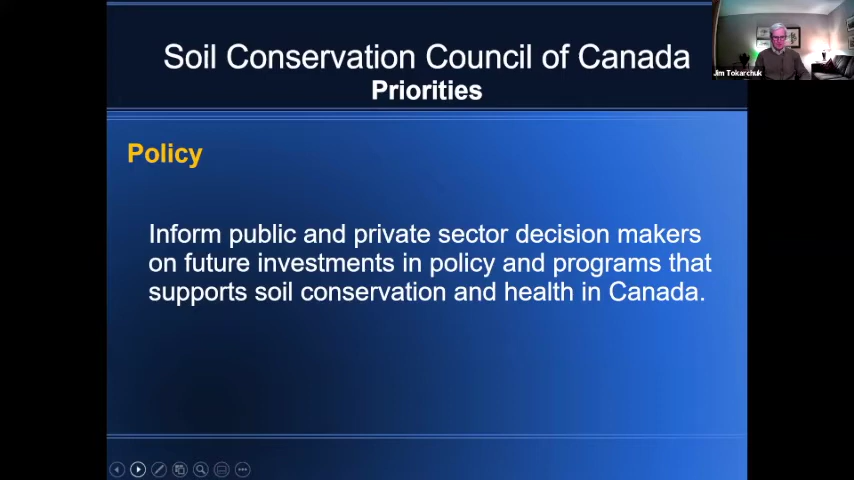 Soil Conservation Council of Canada
Priorities
Jim Tokarchuk
Policy
Inform public and private sector decision makers
on future investments in policy and programs that
supports soil conservation and health in Canada.